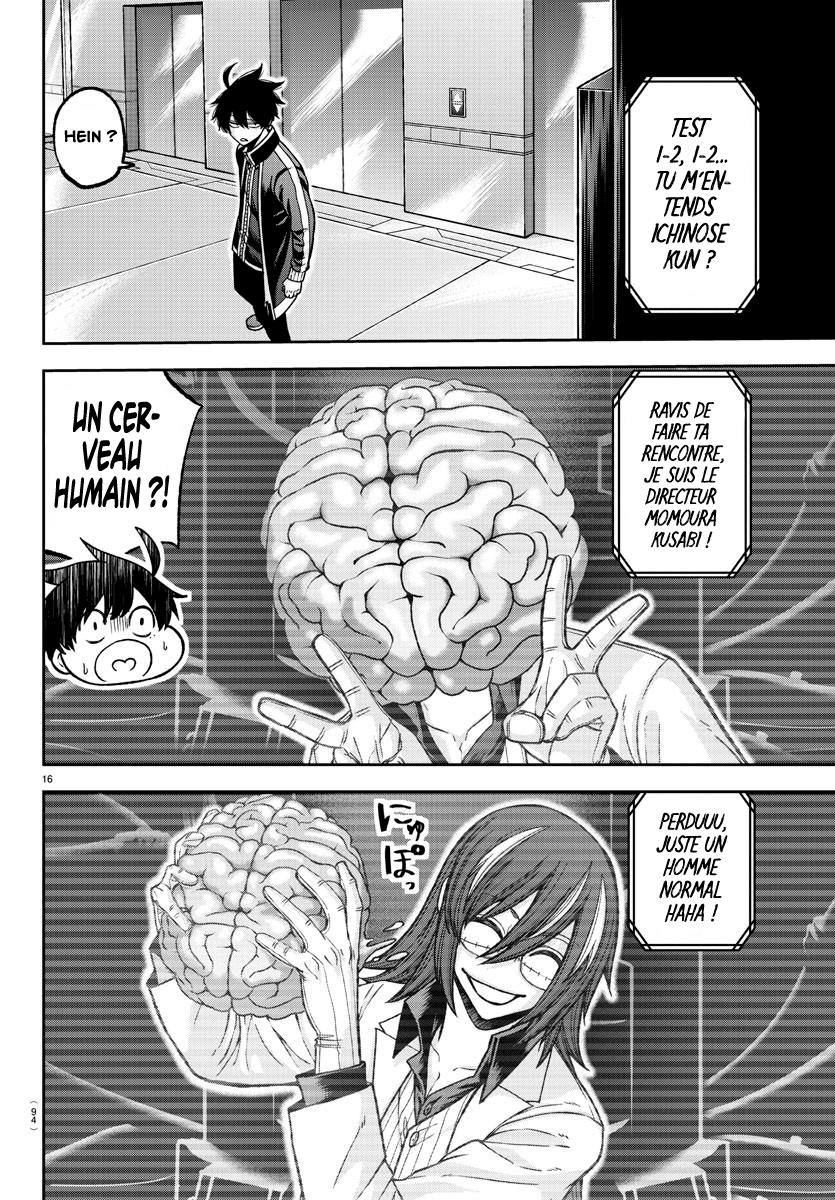 TEST
1-2, 1-2...
TU M'EN-
TENDS
ICHINOSE
KUN ?
HEIN ?
RAVIS DE
FAIRE TA
RENCONTRE,
JE SUIS LE
DIRECTEUR
MOMOURA
KUSABI !
UN CER-
VEAU
HUMAIN ?!
16
PERDUUU,
JUSTE UN
HOMME
NORMAL
HAHA !
にゅ
ぽっ
(94)